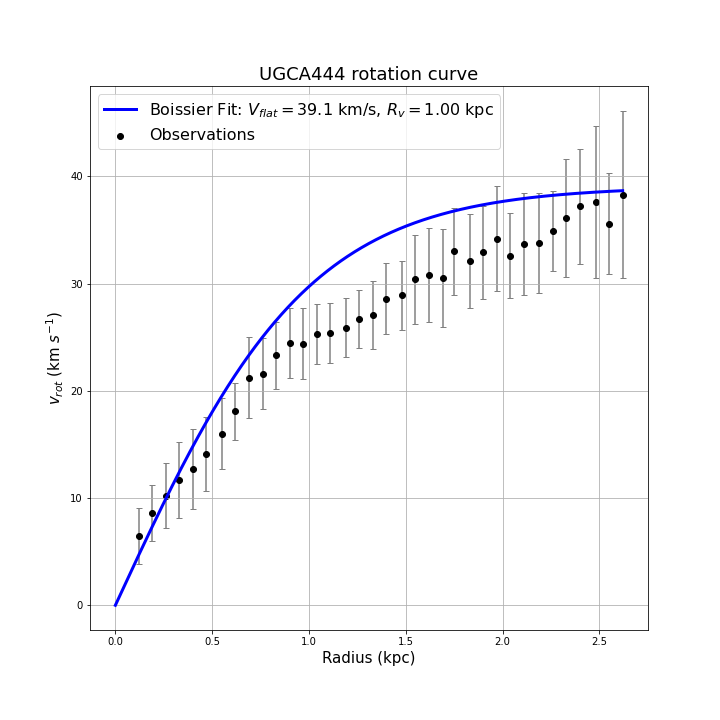 UGCA444 rotation curve
Boissier Fit: $V_{flat} = 39.1$ km/s, $R_v = 1.00$ kpc
Observations
40
30
20
10
0
$v_{rot}$ (km $s^{-1}$)
0.0 0.5 1.0 1.5 2.0 2.5
Radius (kpc)